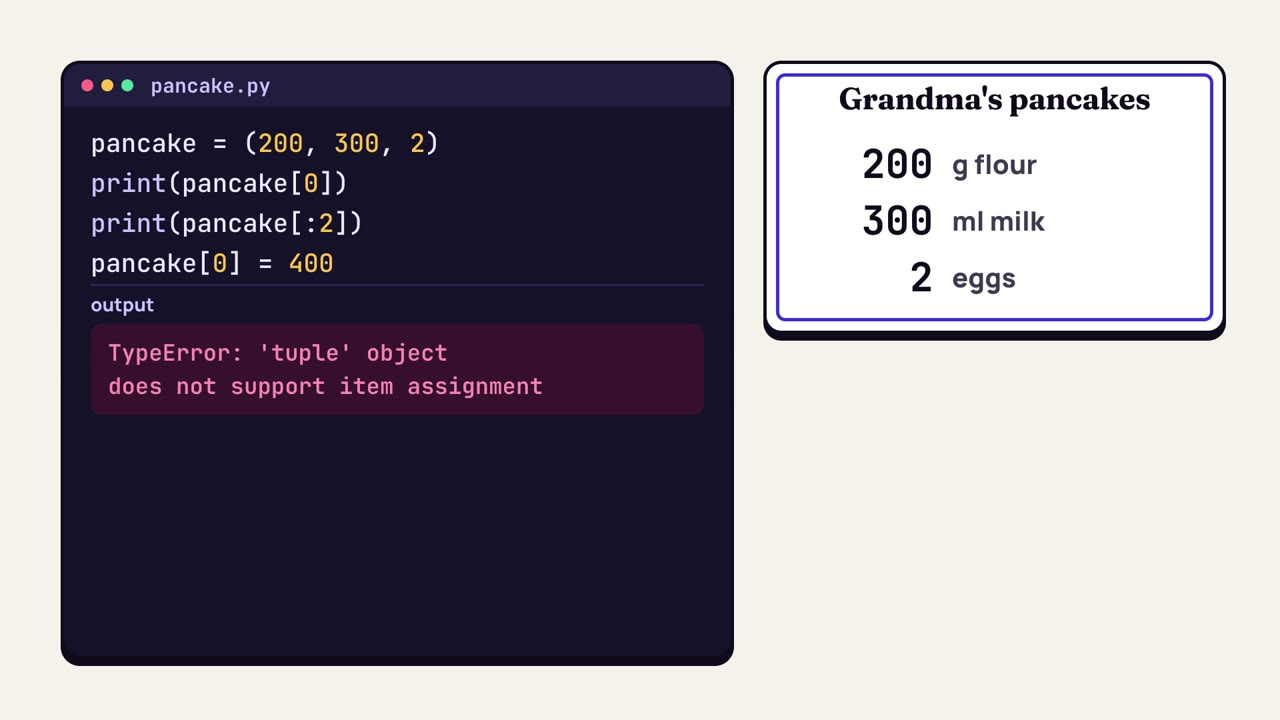 pancake.py
pancake = (200, 300, 2)
print(pancake[0])
print(pancake[:2])
pancake[0] = 400
output
TypeError: 'tuple' object
does not support item assignment
Grandma's pancakes
200 g flour
300 ml milk
2 eggs